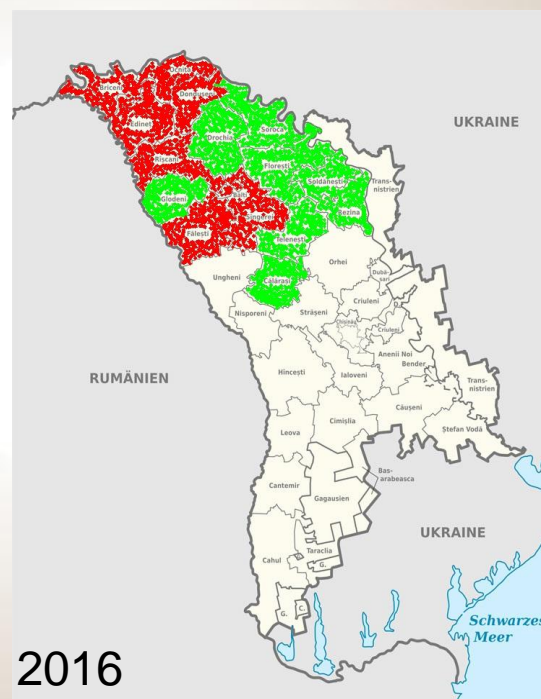 Ocnița
Briceni
Dondușeni
UKRAINE
Edineț
Soroca
Drochia
Rîșcani
Florești
Trans-
nistrien
Șoldănești
Glodeni
Bălți
Rezina
Sîngerei
Fălești
Telenești
Orhei
Dubă-
sari
Ungheni
Călărași
Criuleni
D.
Nisporeni
Strășeni
Chișinău
Criuleni
Anenii Noi
Bender
RUMÄNIEN
Hîncești
Ialoveni
Trans-
nistrien
Căușeni
Cimișlia
Ștefan Vodă
Leova
Bas-
arabeasca
Cantemir
Gagausien
UKRAINE
Taraclia
Cahul
G.
G.
C.
Schwarzes
Meer
2016